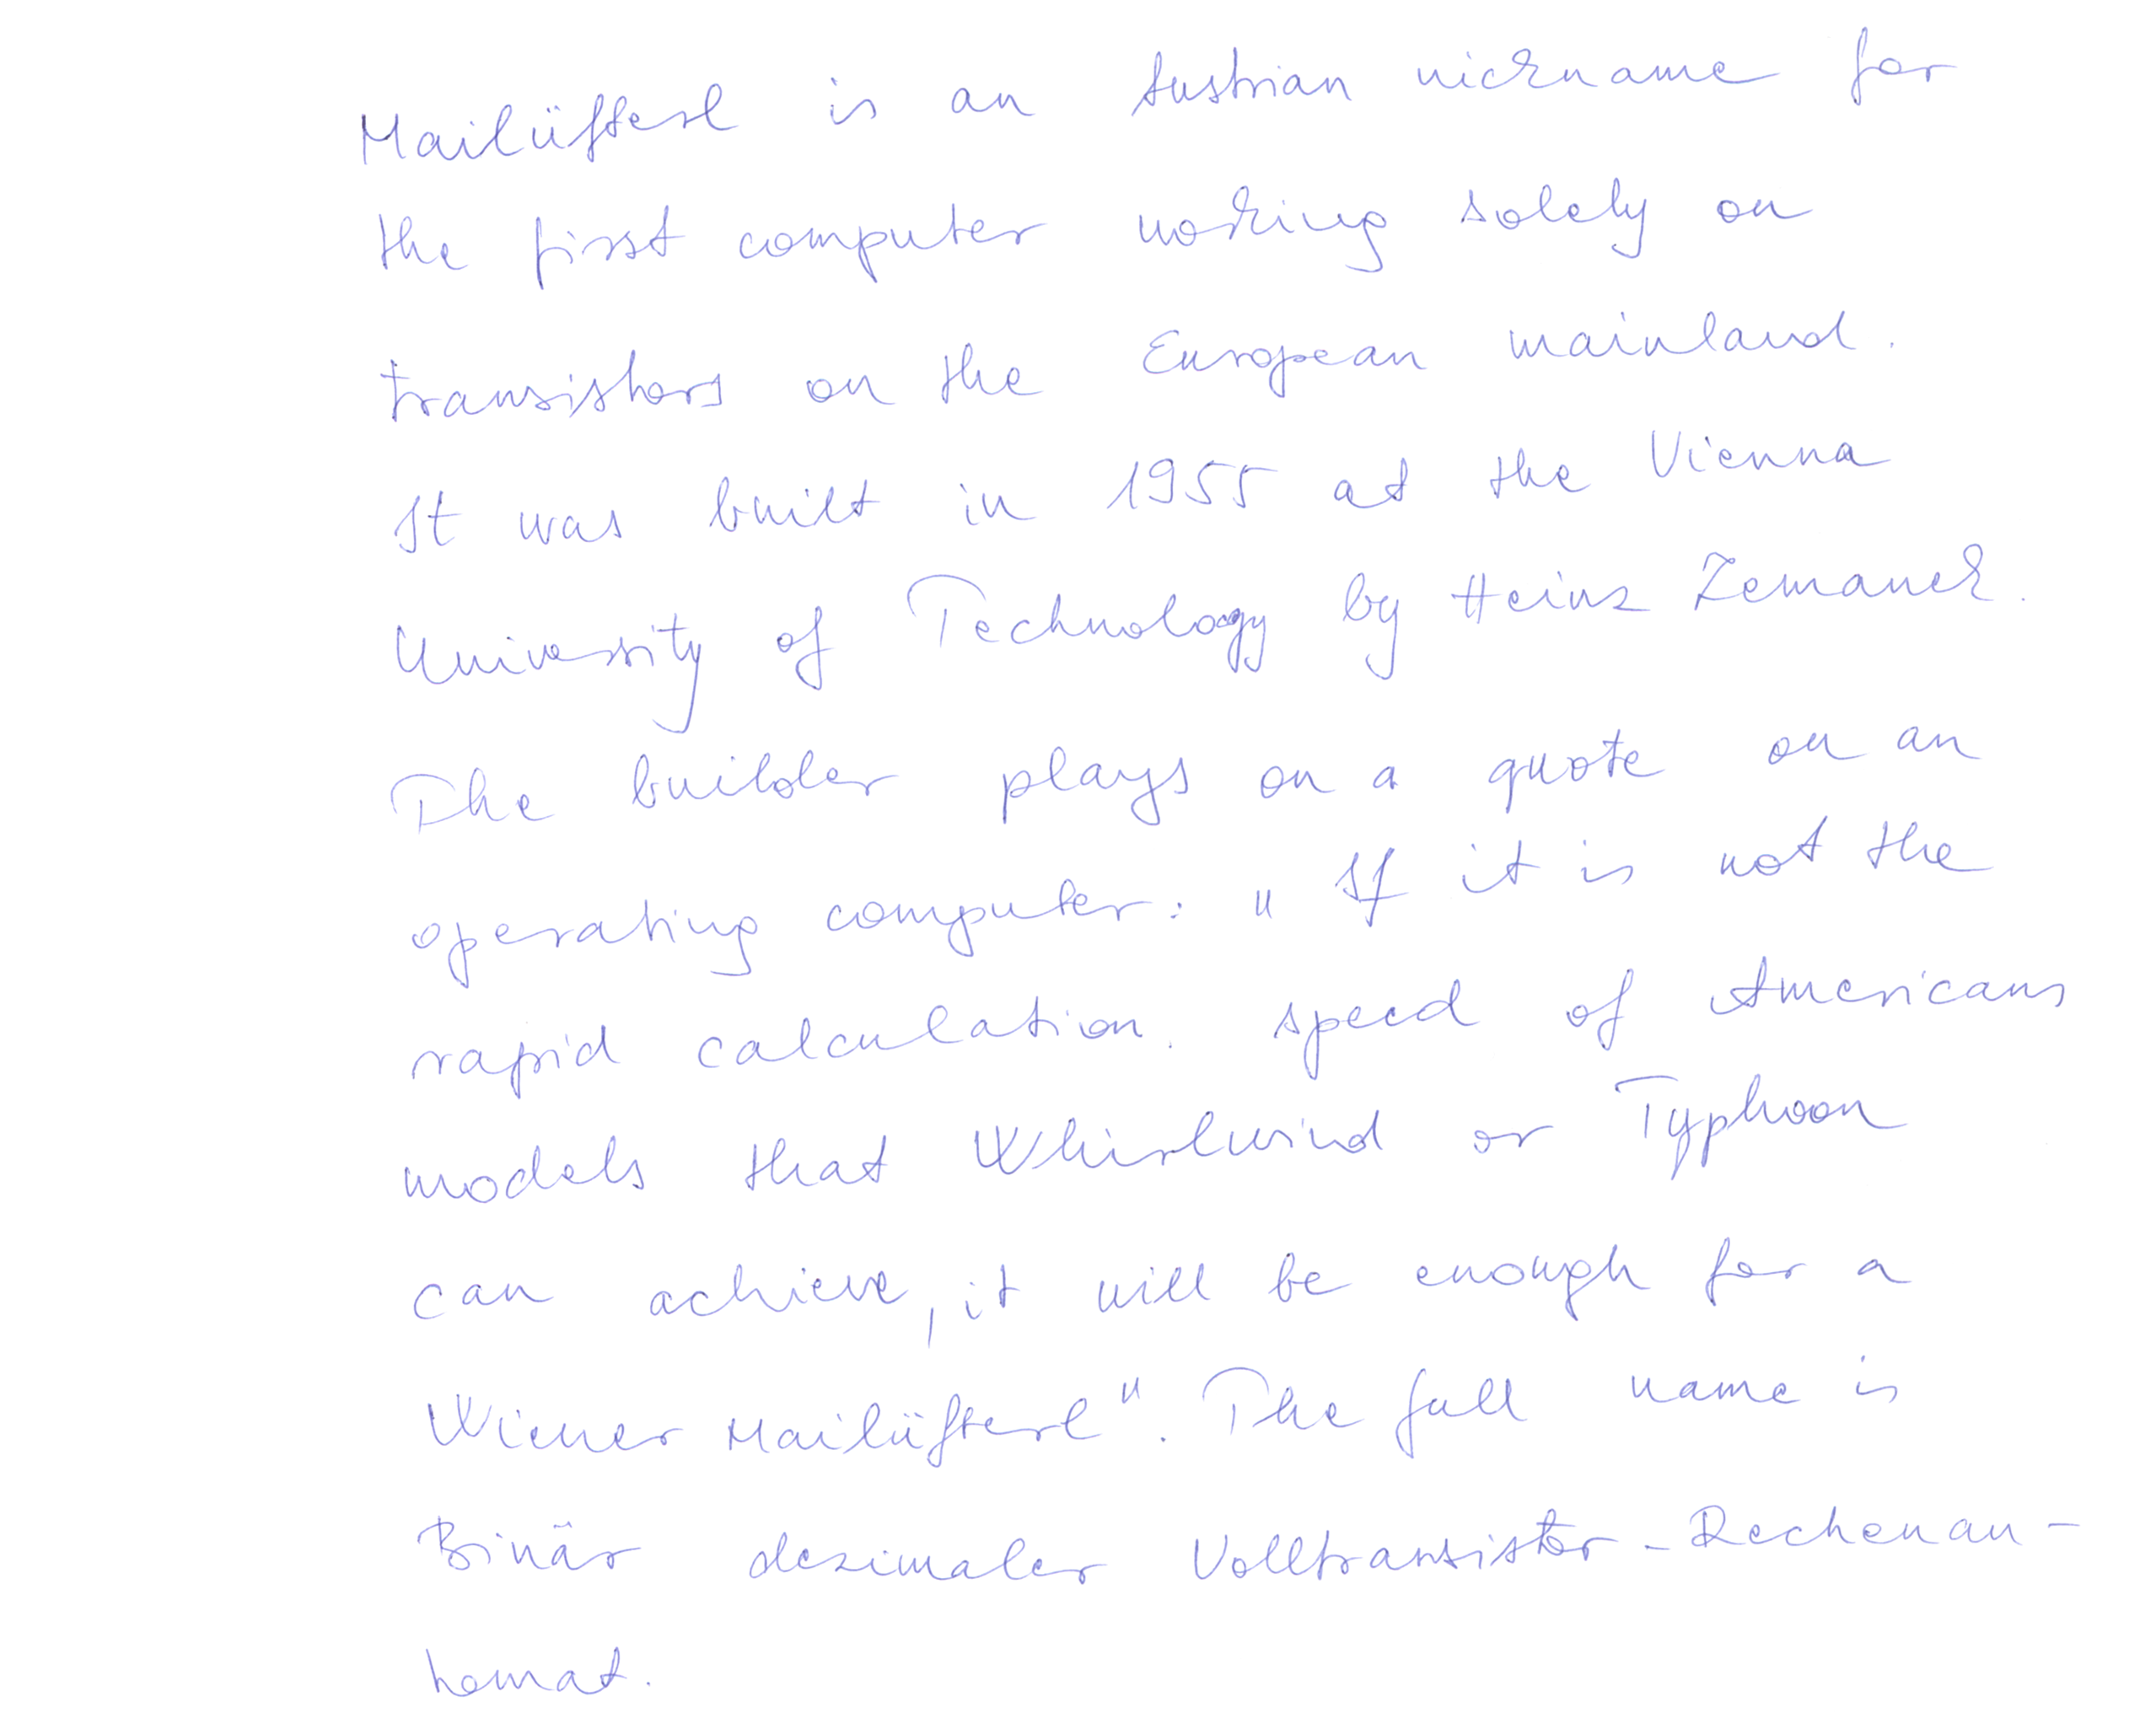 Mailüfterl is an Austrian nickname for
the first computer working solely on
transistors on the European mainland.
It was built in 1955 at the Vienna
University of Technology by Heinz Zemanek.
The builder plays on a quote on an
operating computer: "If it is not the
rapid calculation. speed of Americans
models that Whirlwind or Typhoon
can achieve, it will be enough for a
Wiener Mailüfterl". The full name is
Binär dezimaler Volltransistor-Rechenau-
tomat.